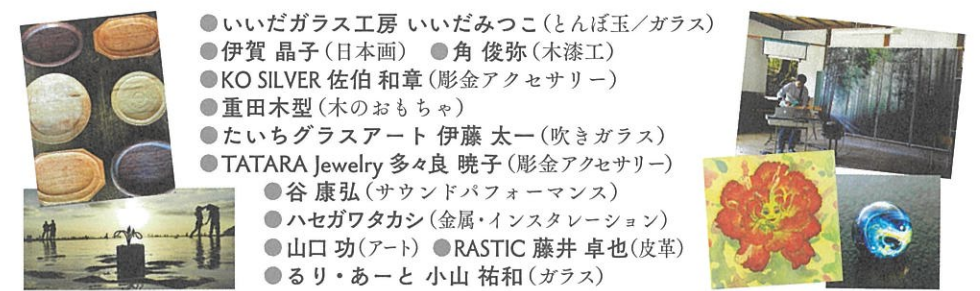 ●いいだガラス工房 いいだみつこ(とんぼ玉/ガラス)
●伊賀 晶子(日本画) ●角 俊弥(木漆工)
●KO SILVER 佐伯 和章(彫金アクセサリー)
●重田木型(木のおもちゃ)
●たいちグラスアート 伊藤 太一(吹きガラス)
●TATARA Jewelry 多々良 暁子(彫金アクセサリー)
●谷 康弘(サウンドパフォーマンス)
●ハセガワタカシ(金属・インスタレーション)
●山口 功(アート) ●RASTIC 藤井 卓也(皮革)
●るり・あーと 小山 祐和(ガラス)